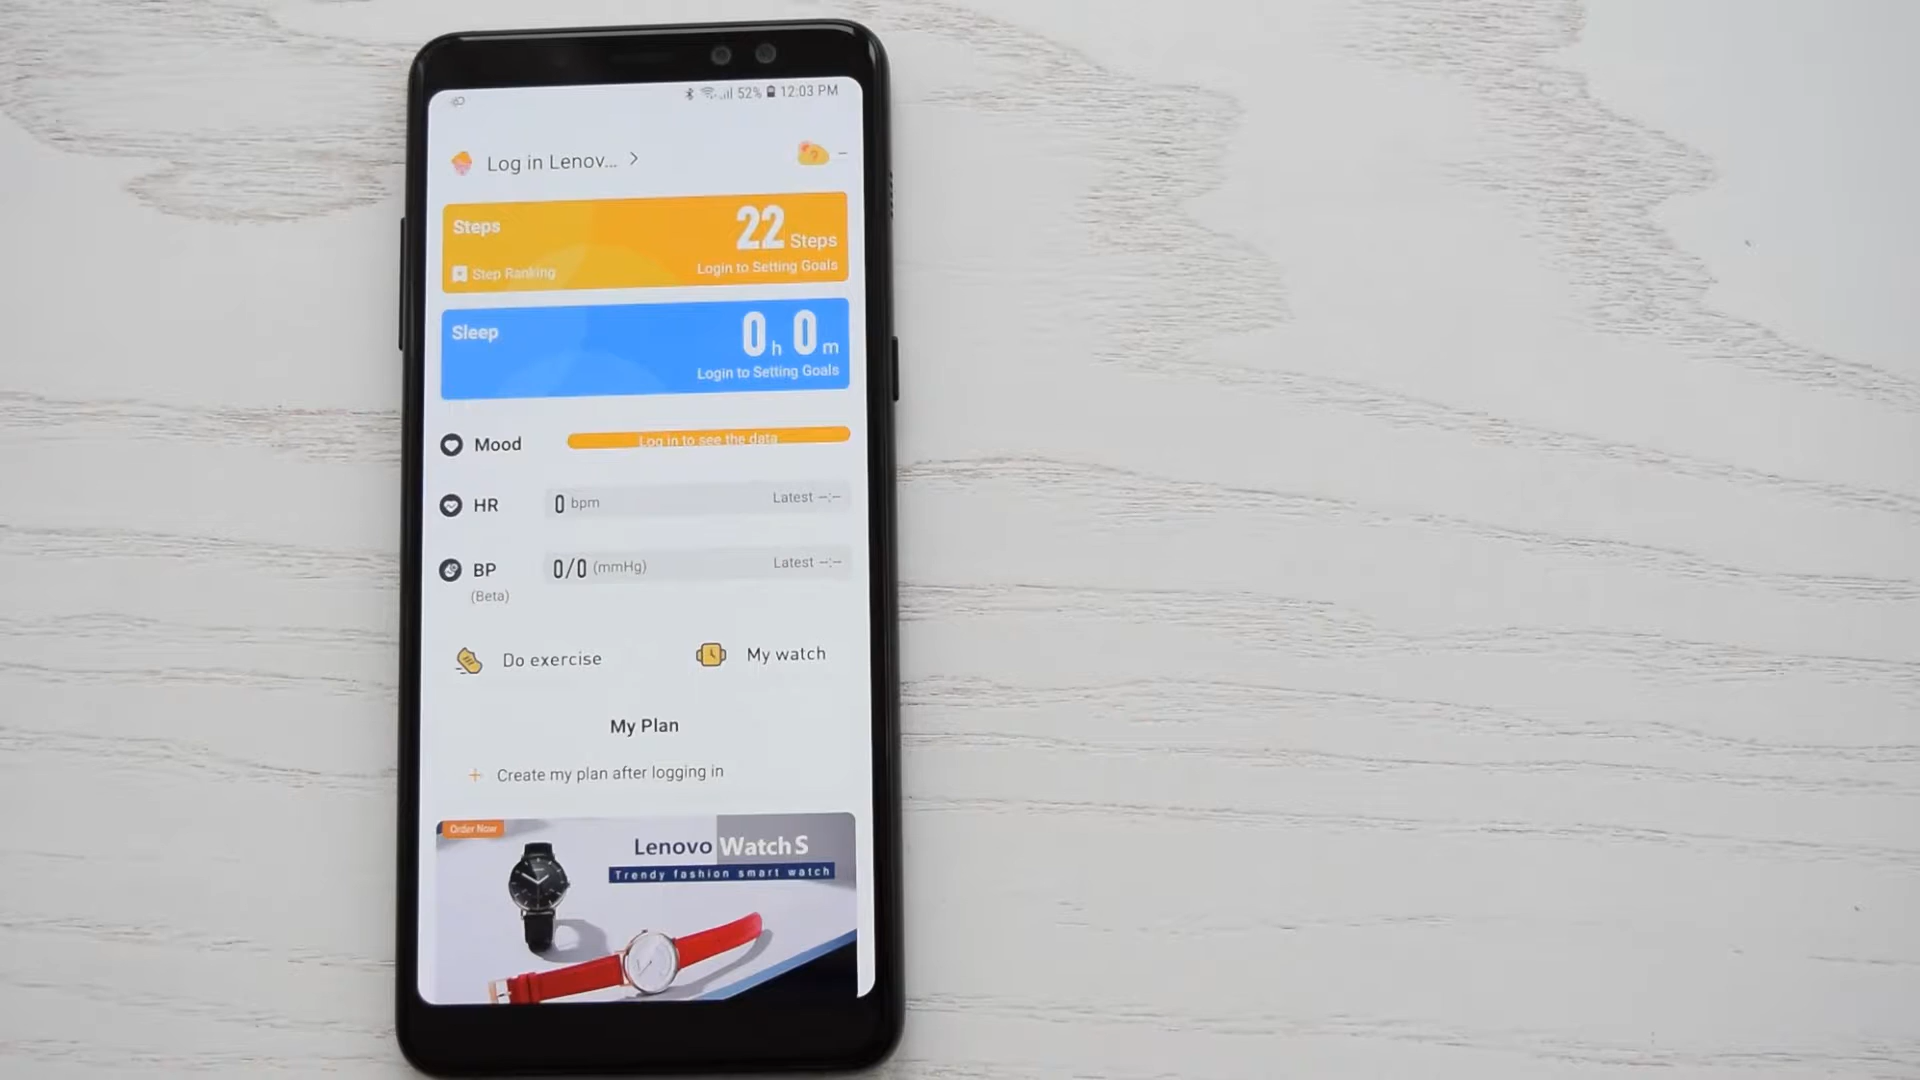 52% 12:03 PM
Log in Lenov... >
Steps
22 Steps
Step Ranking
Login to Setting Goals
Sleep
0 h 0 m
Login to Setting Goals
Mood
Log in to see the data
HR
0 bpm
Latest --:--
BP
(Beta)
0/0 (mmHg)
Latest --:--
Do exercise
My watch
My Plan
+ Create my plan after logging in
Order Now
Lenovo Watch S
Trendy fashion smart watch